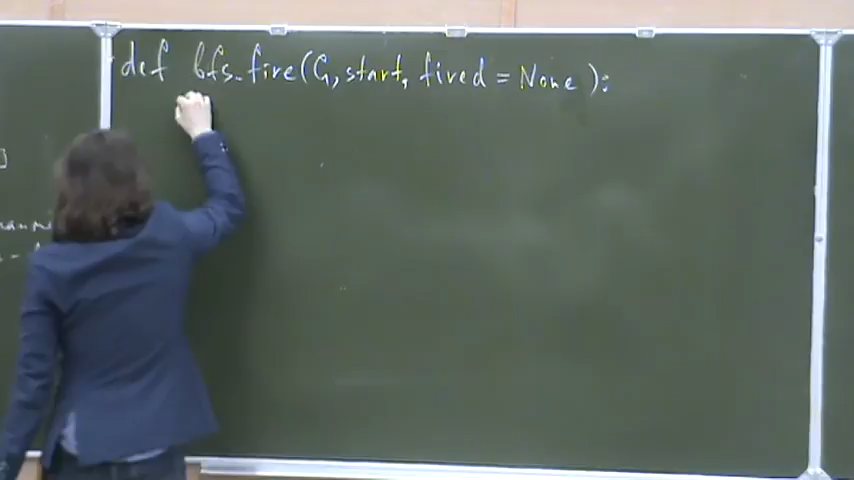 def bfs_fire(G, start, fired = None):